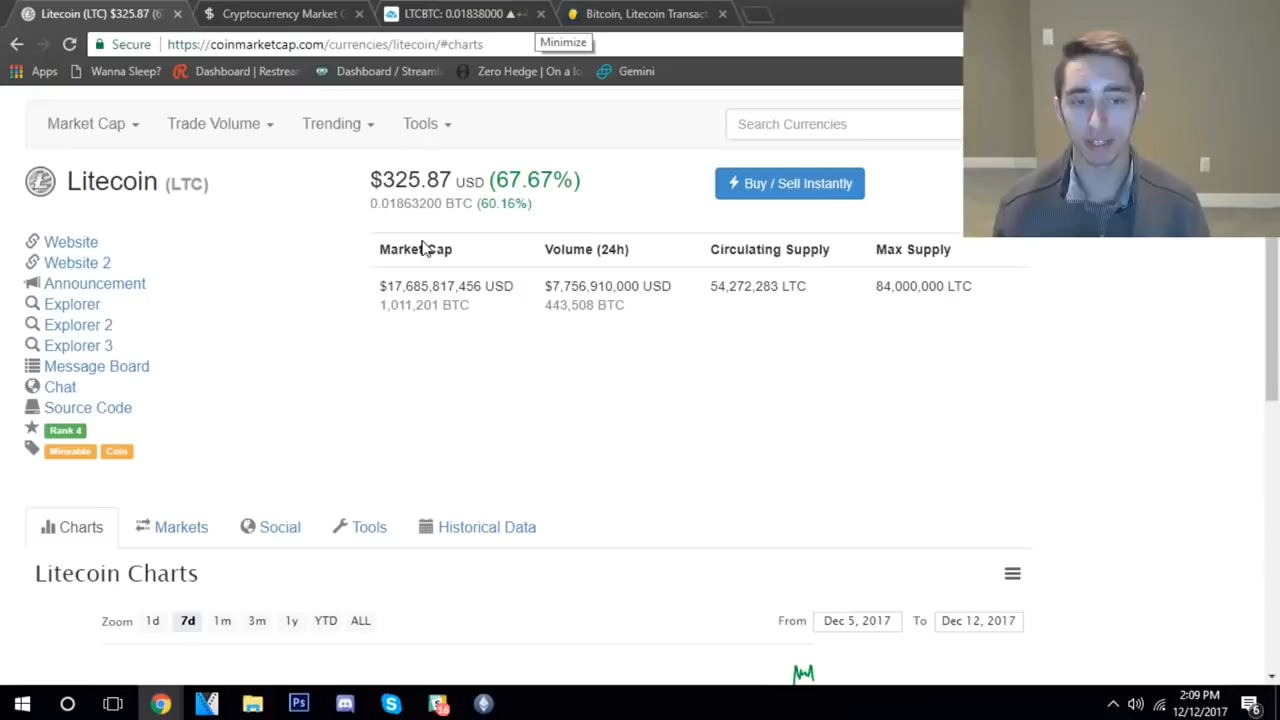 Litecoin (LTC) $325.87 (6
Cryptocurrency Market C
LTCBTC: 0.01838000 ▲+4
Bitcoin, Litecoin Transact
Minimize
Secure https://coinmarketcap.com/currencies/litecoin/#charts
Apps Wanna Sleep? Dashboard | Restrea Dashboard / Streaml Zero Hedge | On a lo Gemini
Market Cap Trade Volume Trending Tools Search Currencies
Litecoin (LTC) $325.87 USD (67.67%) Buy / Sell Instantly
0.01863200 BTC (60.16%)
Website
Website 2
Announcement
Explorer
Explorer 2
Explorer 3
Message Board
Chat
Source Code
Rank 4
Mineable Coin
Market Cap Volume (24h) Circulating Supply Max Supply
$17,685,817,456 USD $7,756,910,000 USD 54,272,283 LTC 84,000,000 LTC
1,011,201 BTC 443,508 BTC
Charts Markets Social Tools Historical Data
Litecoin Charts
Zoom 1d 7d 1m 3m 1y YTD ALL From Dec 5, 2017 To Dec 12, 2017
Ps
2:09 PM
12/12/2017
6